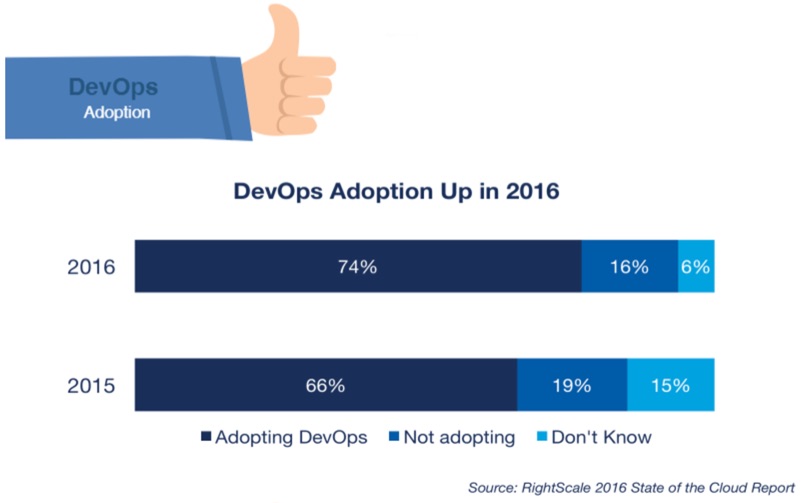 DevOps
Adoption
DevOps Adoption Up in 2016
2016 74% 16% 6%
2015 66% 19% 15%
Adopting DevOps Not adopting Don't Know
Source: RightScale 2016 State of the Cloud Report